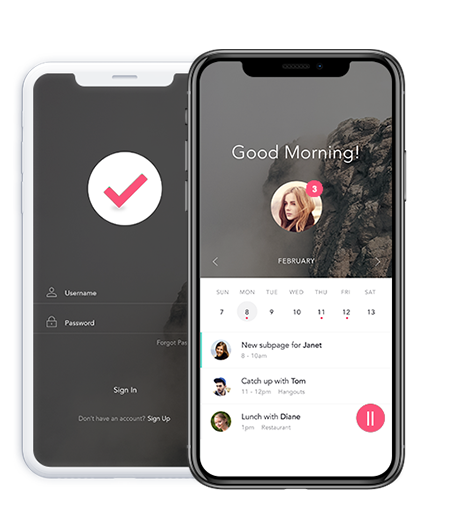 Username
Password
Forgot Pas
Sign In
Don't have an account? Sign Up
Good Morning!
3
FEBRUARY
SUN MON TUE WED THU FRI SAT
7 8 9 10 11 12 13
New subpage for Janet
8 - 10am
Catch up with Tom
11 - 12pm Hangouts
Lunch with Diane
1pm Restaurant